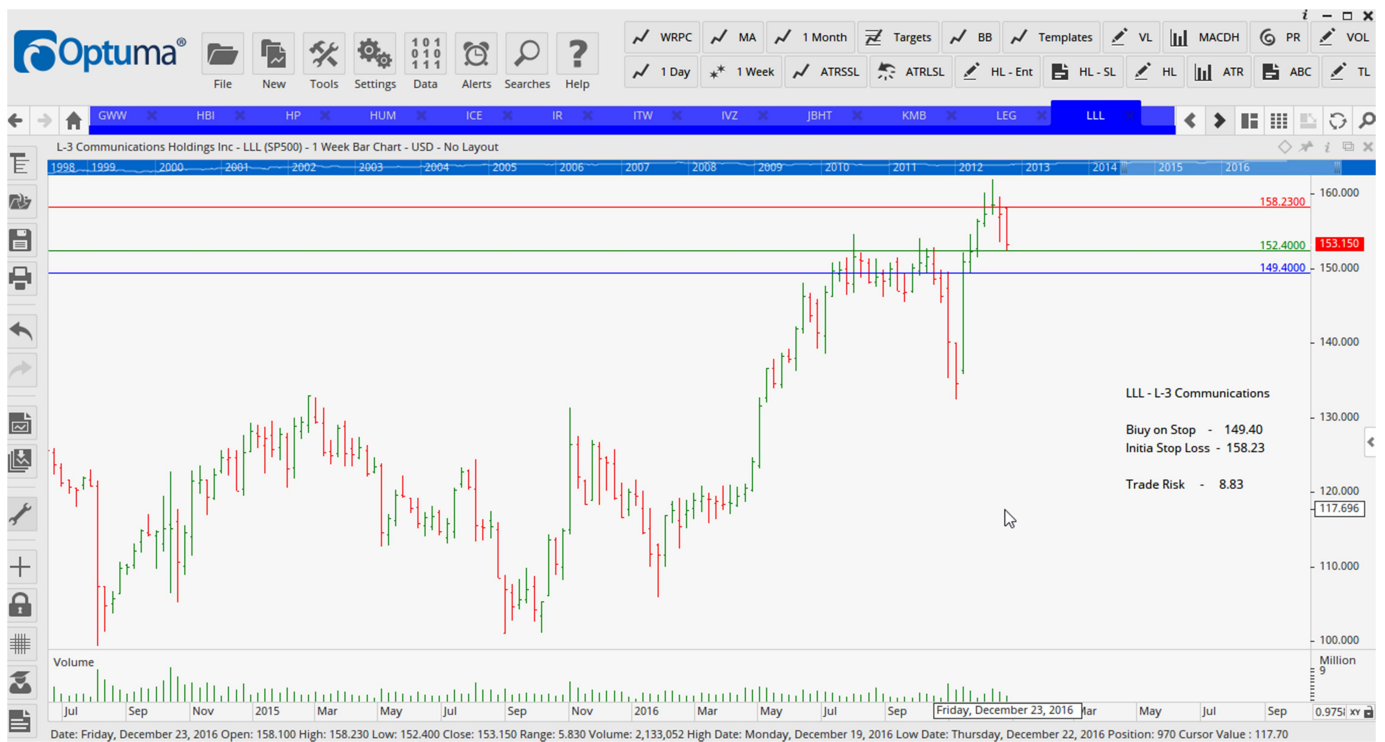 Optuma®
File
New
Tools
Settings
101
010
111
Data
Alerts
Searches
?
Help
WRPC
MA
1 Month
Targets
BB
Templates
VL
MACDH
PR
VOL
1 Day
1 Week
ATRSSL
ATRLSL
HL - Ent
HL - SL
HL
ATR
ABC
TL
GWW
HBI
HP
HUM
ICE
IR
ITW
IVZ
JBHT
KMB
LEG
LLL
L-3 Communications Holdings Inc - LLL (SP500) - 1 Week Bar Chart - USD - No Layout
1998 1999 2000 2001 2002 2003 2004 2005 2006 2007 2008 2009 2010 2011 2012 2013 2014 2015 2016
160.000
158.2300
152.4000
153.150
150.000
149.4000
140.000
LLL - L-3 Communications
130.000
Biuy on Stop - 149.40
Initia Stop Loss - 158.23
Trade Risk - 8.83
120.000
117.696
110.000
100.000
Volume
Million
9
Jul Sep Nov 2015 Mar May Jul Sep Nov 2016 Mar May Jul Sep Friday, December 23, 2016 Mar May Jul Sep 0.975 XY
Date: Friday, December 23, 2016 Open: 158.100 High: 158.230 Low: 152.400 Close: 153.150 Range: 5.830 Volume: 2,133,052 High Date: Monday, December 19, 2016 Low Date: Thursday, December 22, 2016 Position: 970 Cursor Value : 117.70